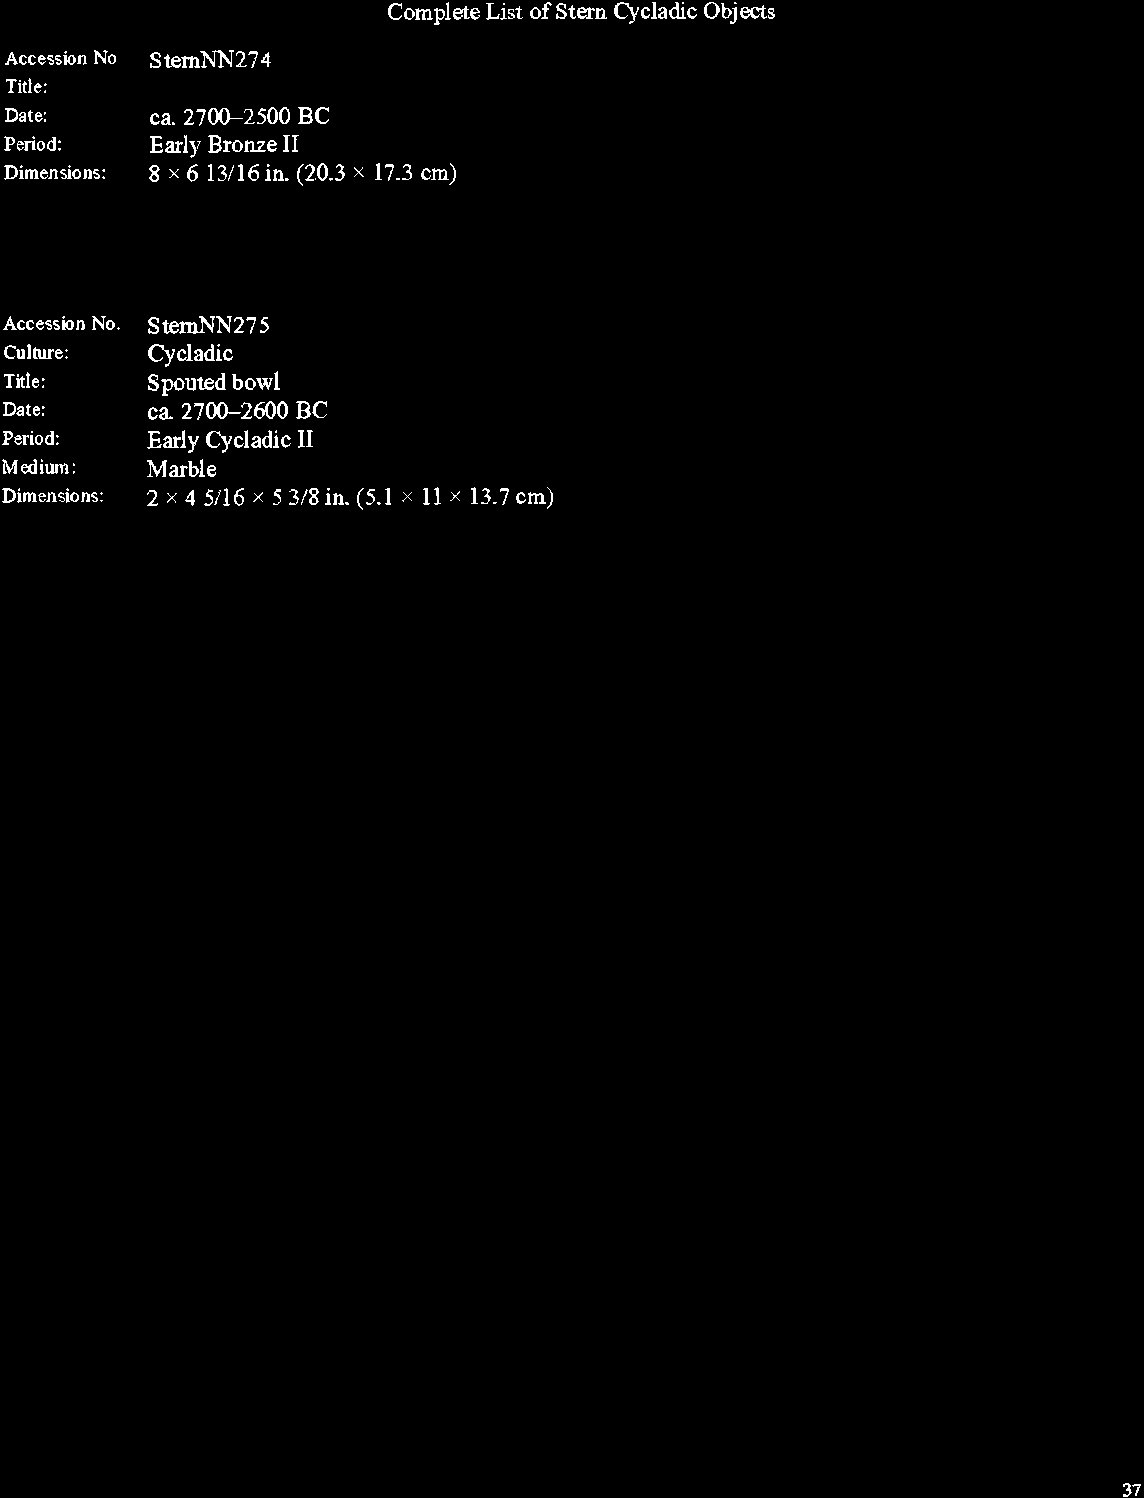 Complete List of Stern Cycladic Objects
Accession No SternNN274
Title:
Date: ca. 2700–2500 BC
Period: Early Bronze II
Dimensions: 8 × 6 13/16 in. (20.3 × 17.3 cm)
Accession No. SternNN275
Culture: Cycladic
Title: Spouted bowl
Date: ca. 2700–2600 BC
Period: Early Cycladic II
Medium: Marble
Dimensions: 2 × 4 5/16 × 5 3/8 in. (5.1 × 11 × 13.7 cm)
37